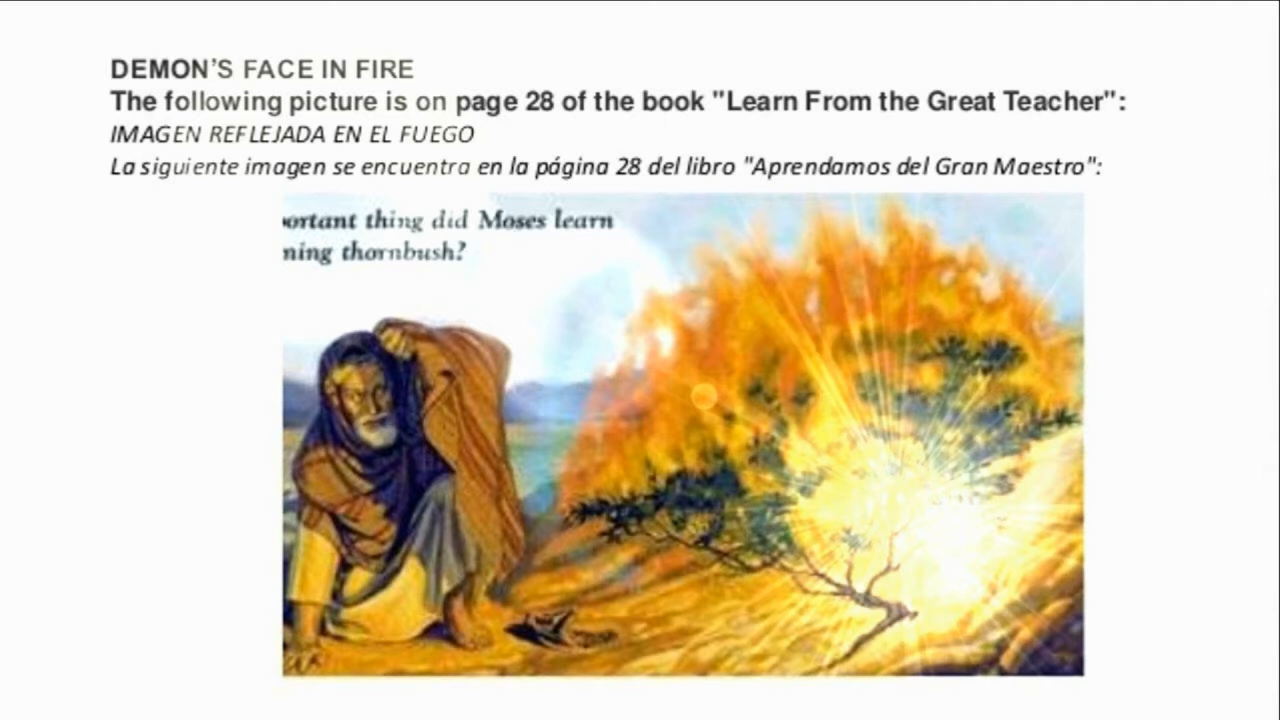 DEMON’S FACE IN FIRE
The following picture is on page 28 of the book "Learn From the Great Teacher":
IMAGEN REFLEJADA EN EL FUEGO
La siguiente imagen se encuentra en la página 28 del libro "Aprendamos del Gran Maestro":
ortant thing did Moses learn
ning thornbush?